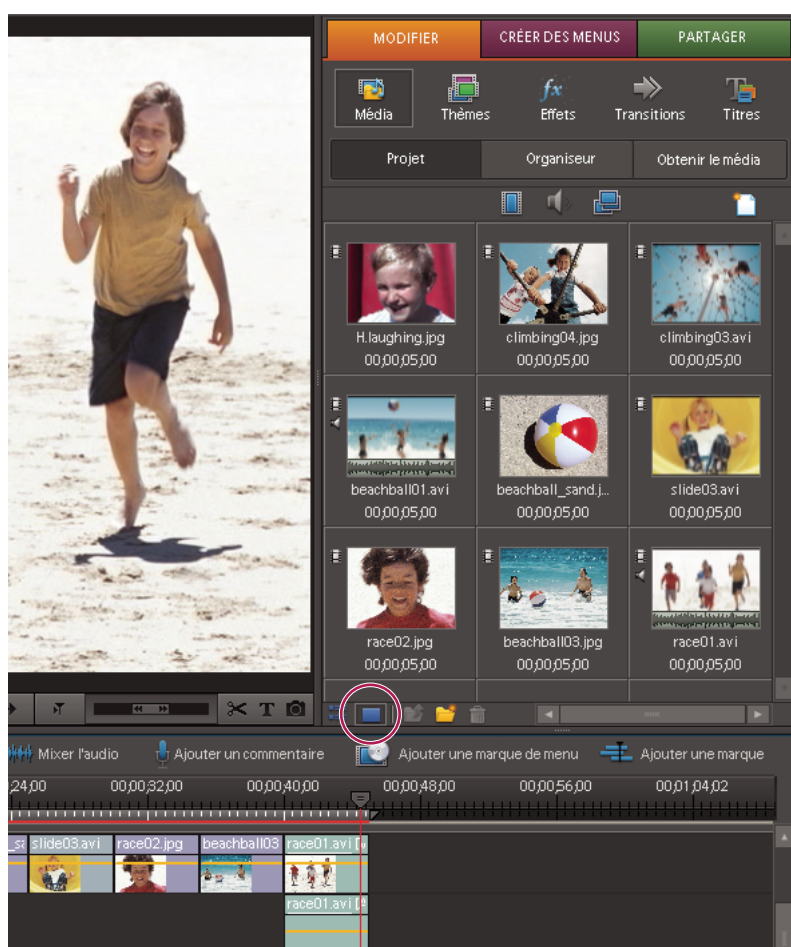 MODIFIER CRÉER DES MENUS PARTAGER
Média Thèmes Effets Transitions Titres
Projet Organiseur Obtenir le média
H.laughing.jpg climbing04.jpg climbing03.avi
00;00;05;00 00;00;05;00 00;00;05;00
beachball01.avi beachball_sand.j... slide03.avi
00;00;05;00 00;00;05;00 00;00;05;00
race02.jpg beachball03.jpg race01.avi
00;00;05;00 00;00;05;00 00;00;05;00
Mixer l'audio Ajouter un commentaire Ajouter une marque de menu Ajouter une marque
;24;00 00;00;32;00 00;00;40;00 00;00;48;00 00;00;56;00 00;01;04;02
slide03.avi race02.jpg beachball03 race01.avi [v
race01.avi [A